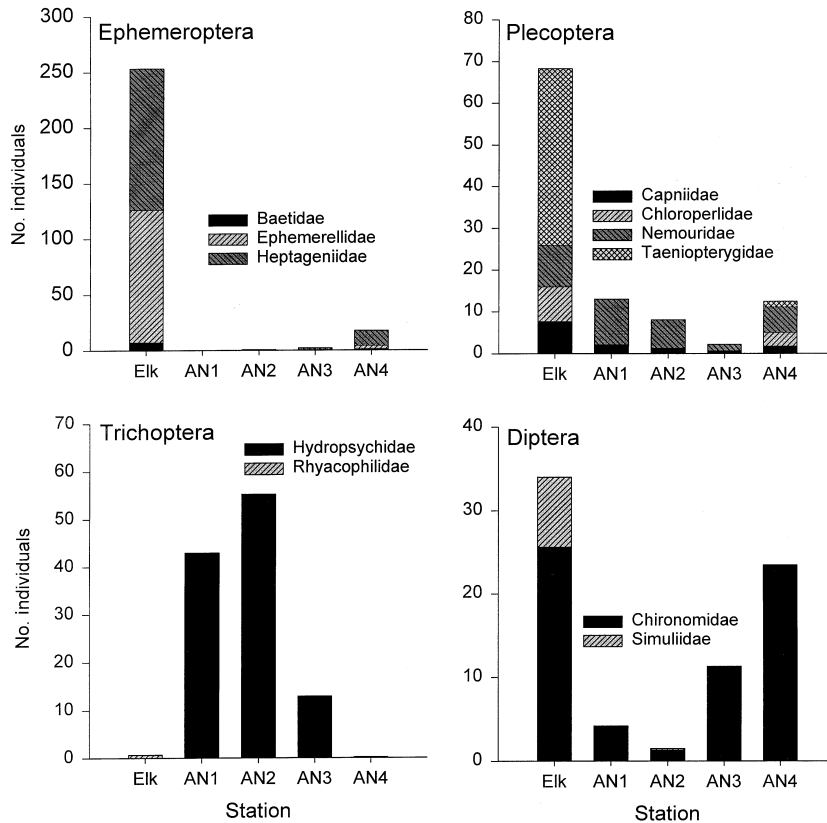 Ephemeroptera
No. individuals
300
250
200
150
100
50
0
Baetidae
Ephemerellidae
Heptageniidae
Elk AN1 AN2 AN3 AN4
Plecoptera
80
70
60
50
40
30
20
10
0
Capniidae
Chloroperlidae
Nemouridae
Taeniopterygidae
Elk AN1 AN2 AN3 AN4
Trichoptera
No. individuals
70
60
50
40
30
20
10
0
Hydropsychidae
Rhyacophilidae
Elk AN1 AN2 AN3 AN4
Station
Diptera
40
30
20
10
0
Chironomidae
Simuliidae
Elk AN1 AN2 AN3 AN4
Station